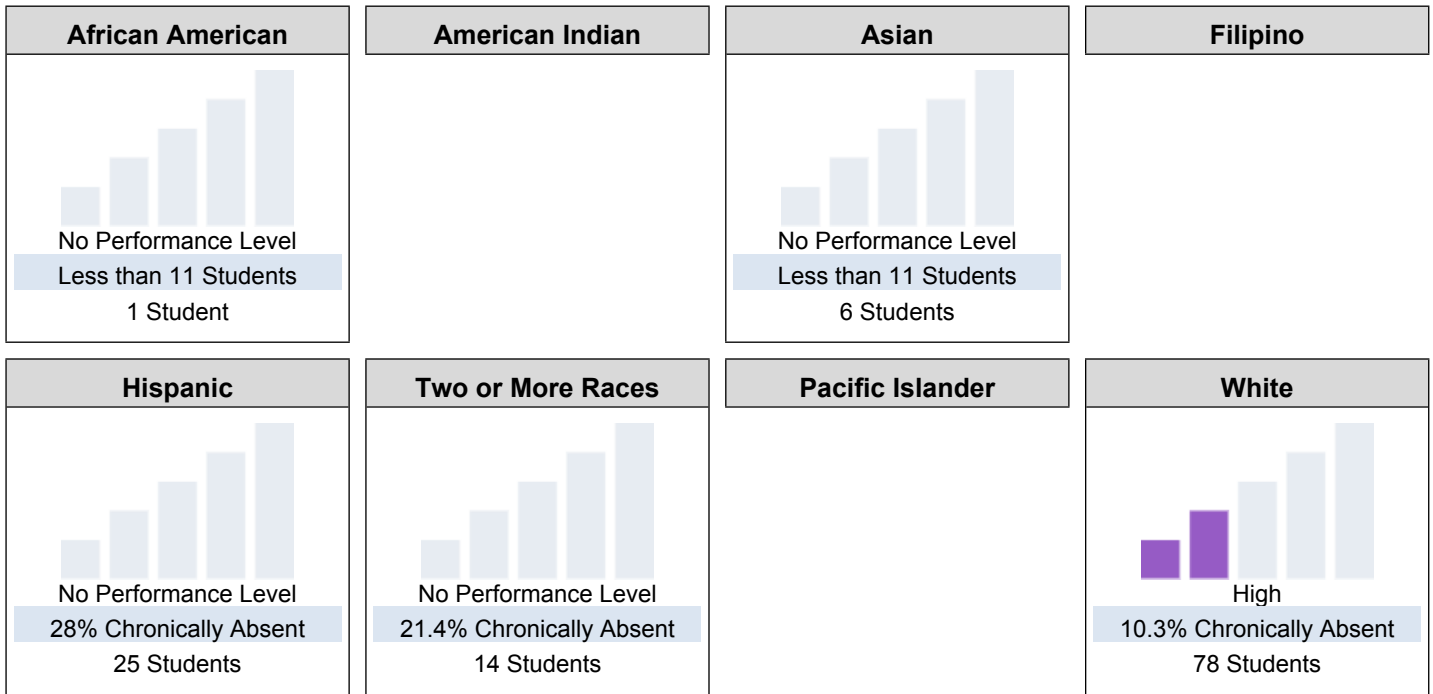 African American
No Performance Level
Less than 11 Students
1 Student
American Indian
Asian
No Performance Level
Less than 11 Students
6 Students
Filipino
Hispanic
No Performance Level
28% Chronically Absent
25 Students
Two or More Races
No Performance Level
21.4% Chronically Absent
14 Students
Pacific Islander
White
High
10.3% Chronically Absent
78 Students